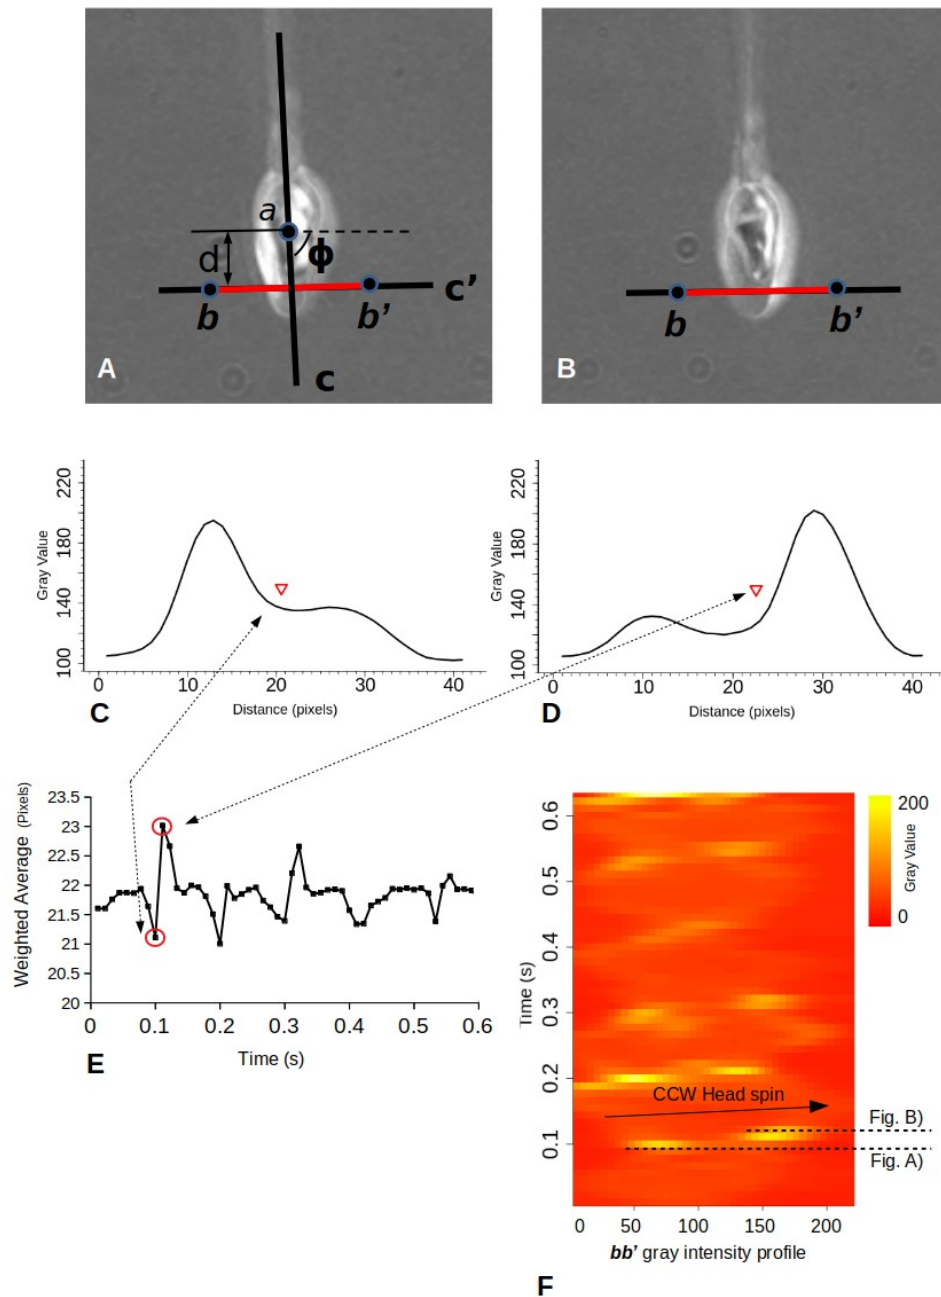 a
d
ϕ
c’
b
b’
A
c
b
b’
B
220
180
140
100
Gray Value
0
10
20
30
40
Distance (pixels)
C
220
180
140
100
Gray Value
0
10
20
30
40
Distance (pixels)
D
23.5
23
22.5
22
21.5
21
20.5
20
Weighted Average (Pixels)
0
0.1
0.2
0.3
0.4
0.5
0.6
Time (s)
E
0.6
0.5
0.4
0.3
0.2
0.1
Time (s)
200
0
Gray Value
CCW Head spin
Fig. B)
Fig. A)
0
50
100
150
200
bb’ gray intensity profile
F